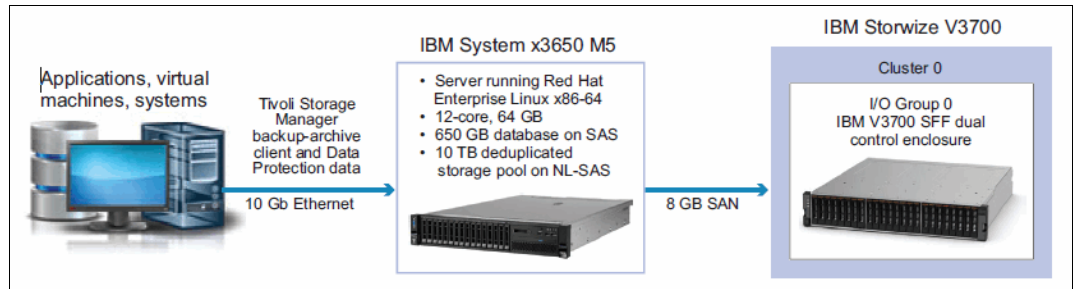 Applications, virtual
machines, systems
Tivoli Storage
Manager
backup-archive
client and Data
Protection data
10 Gb Ethernet
IBM System x3650 M5
• Server running Red Hat
Enterprise Linux x86-64
• 12-core, 64 GB
• 650 GB database on SAS
• 10 TB deduplicated
storage pool on NL-SAS
8 GB SAN
IBM Storwize V3700
Cluster 0
I/O Group 0
IBM V3700 SFF dual
control enclosure